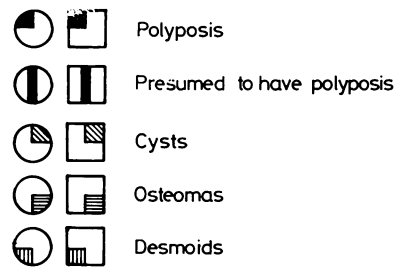 Polyposis
Presumed to have polyposis
Cysts
Osteomas
Desmoids